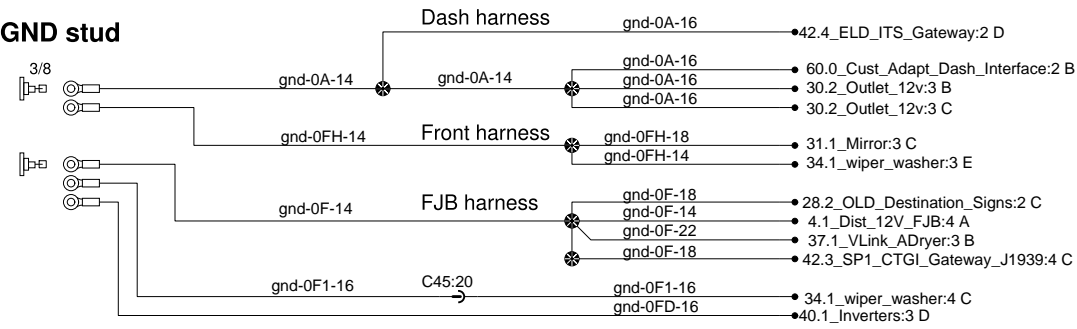 Dash harness
GND stud
gnd-0A-16
42.4_ELD_ITS_Gateway:2 D
3/8
gnd-0A-14
gnd-0A-14
gnd-0A-16
60.0_Cust_Adapt_Dash_Interface:2 B
gnd-0A-16
30.2_Outlet_12v:3 B
gnd-0A-16
30.2_Outlet_12v:3 C
gnd-0FH-14
Front harness
gnd-0FH-18
31.1_Mirror:3 C
gnd-0FH-14
34.1_wiper_washer:3 E
gnd-0F-14
FJB harness
gnd-0F-18
28.2_OLD_Destination_Signs:2 C
gnd-0F-14
4.1_Dist_12V_FJB:4 A
gnd-0F-22
37.1_VLink_ADryer:3 B
gnd-0F-18
42.3_SP1_CTGI_Gateway_J1939:4 C
gnd-0F1-16
C45:20
gnd-0F1-16
34.1_wiper_washer:4 C
gnd-0FD-16
40.1_Inverters:3 D